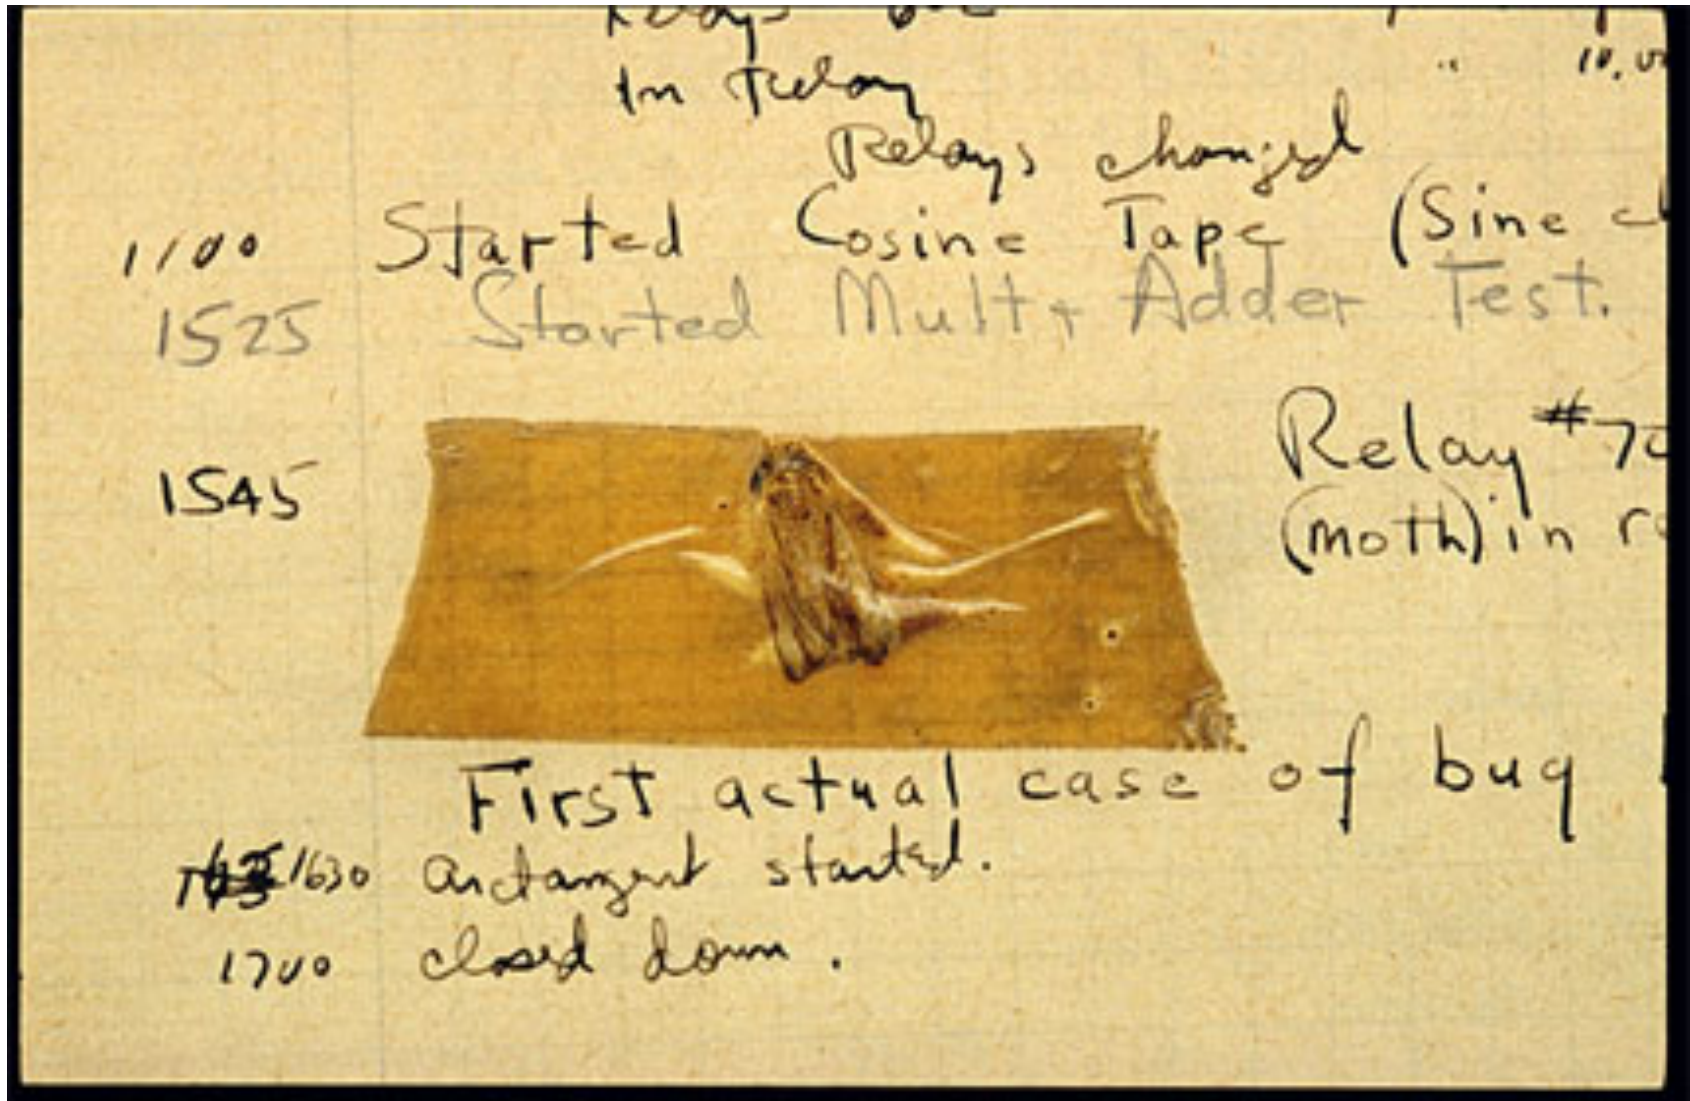 In Relay
Relays changed
1100 Started Cosine Tape (Sine
1525 Started Mult + Adder Test.
1545 Relay #
(moth) in
First actual case of bug
1630 arctangent started.
1700 closed down.